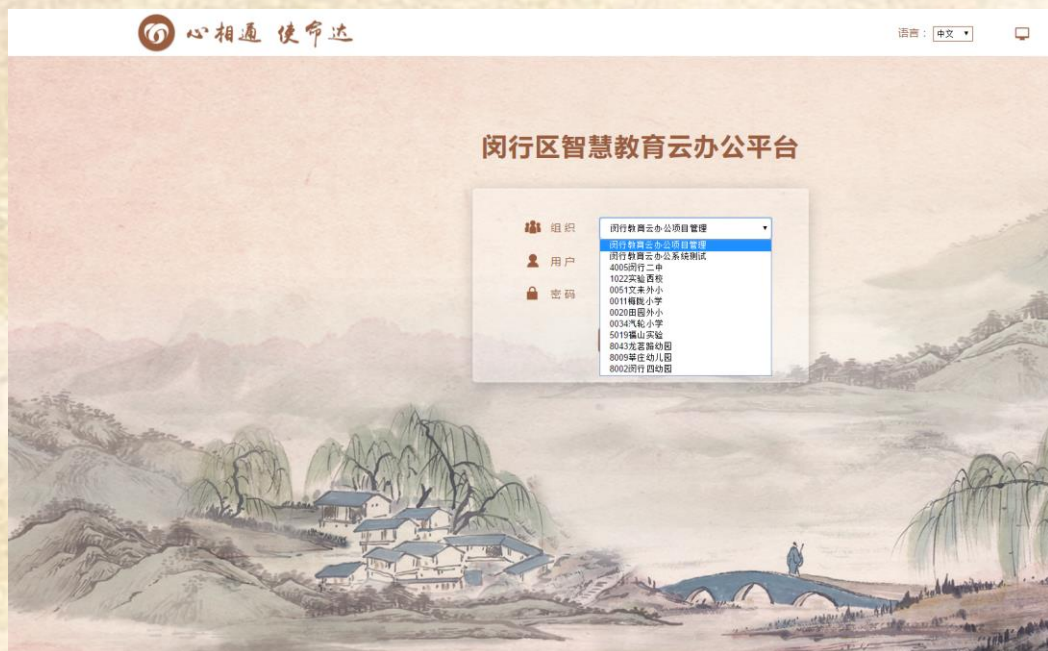 心相通 使命达
语言： 中文
闵行区智慧教育云办公平台
组织 闵行教育云办公项目管理
用户
密码
闵行教育云办公项目管理
闵行教育云办公系统测试
4005闵行二中
1022实验西校
0051文来外小
0011梅陇小学
0020田园外小
0034汽轮小学
5019福山实验
8043龙茗路幼园
8009莘庄幼儿园
8002闵行四幼园